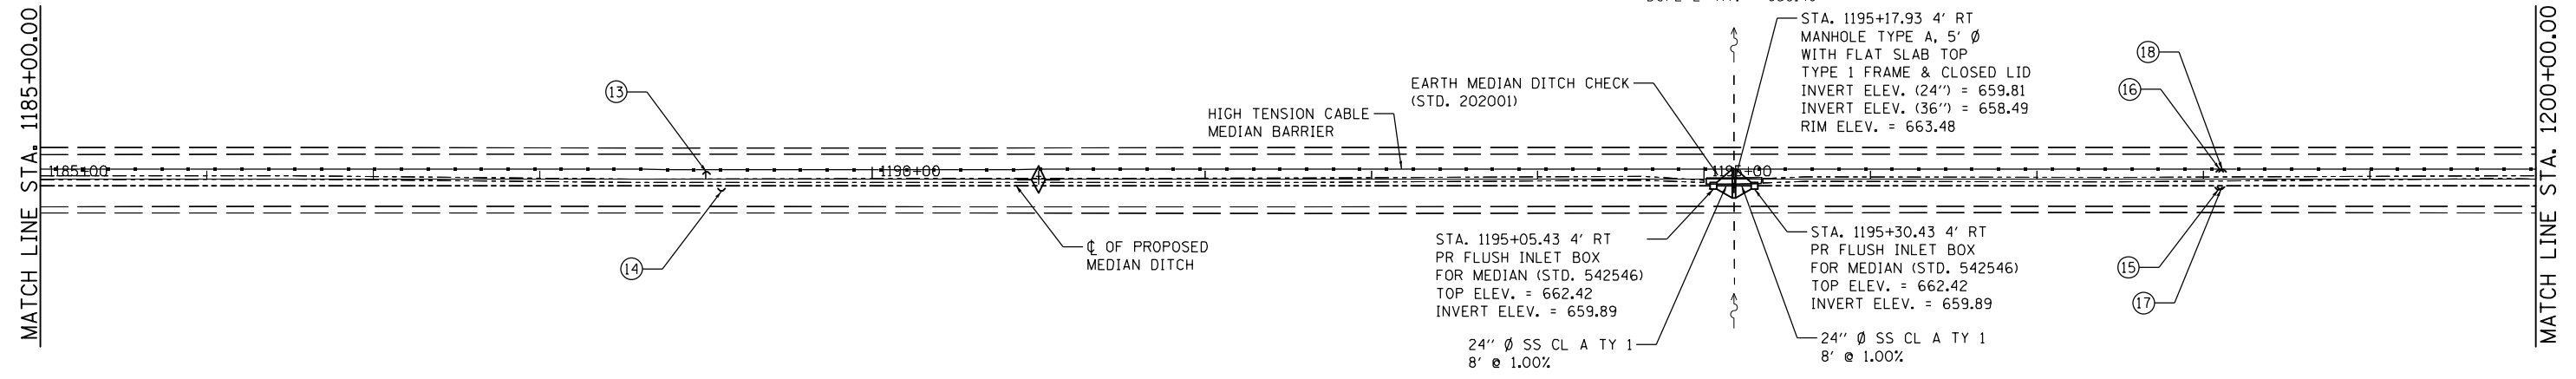 MATCH LINE STA. 1185+00.00
STA. 1195+17.93 4' RT
MANHOLE TYPE A, 5' Ø
WITH FLAT SLAB TOP
TYPE 1 FRAME & CLOSED LID
INVERT ELEV. (24'') = 659.81
INVERT ELEV. (36'') = 658.49
RIM ELEV. = 663.48
13
EARTH MEDIAN DITCH CHECK
(STD. 202001)
HIGH TENSION CABLE
MEDIAN BARRIER
18
16
1185+00
1190+00
1195+00
14
℄ OF PROPOSED
MEDIAN DITCH
STA. 1195+05.43 4' RT
PR FLUSH INLET BOX
FOR MEDIAN (STD. 542546)
TOP ELEV. = 662.42
INVERT ELEV. = 659.89
24'' Ø SS CL A TY 1
8' @ 1.00%
STA. 1195+30.43 4' RT
PR FLUSH INLET BOX
FOR MEDIAN (STD. 542546)
TOP ELEV. = 662.42
INVERT ELEV. = 659.89
24'' Ø SS CL A TY 1
8' @ 1.00%
15
17
MATCH LINE STA. 1200+00.00